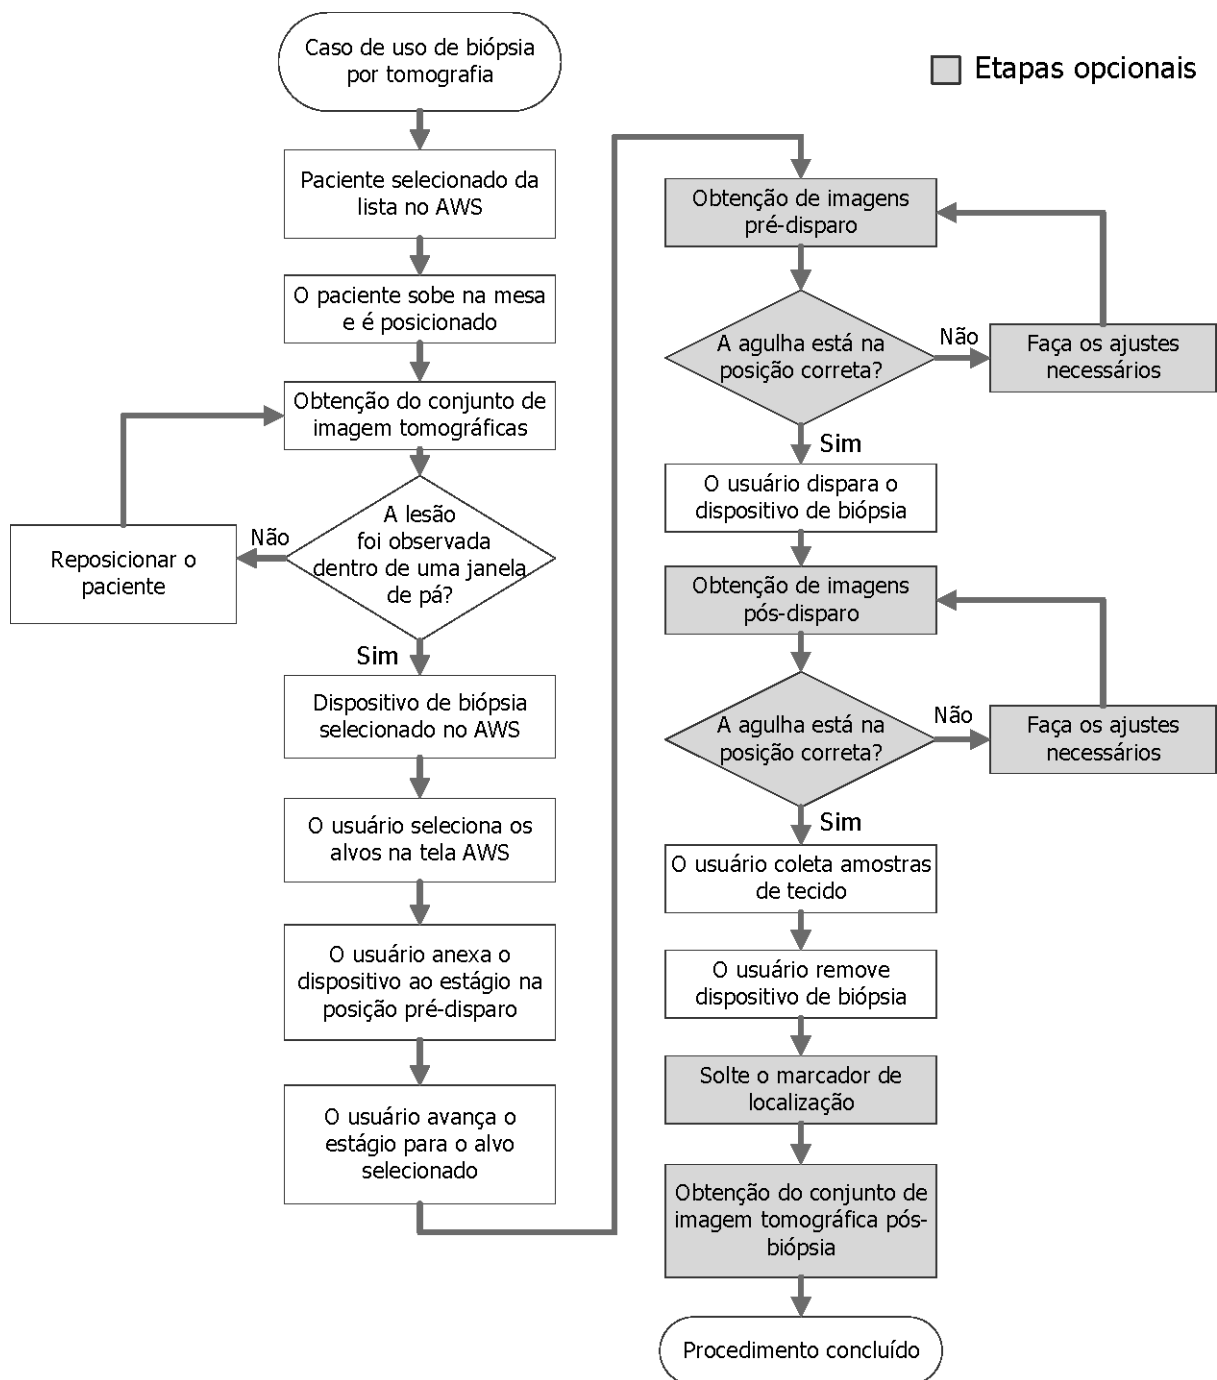 Caso de uso de biópsia
por tomografia
Etapas opcionais
Paciente selecionado da
lista no AWS
O paciente sobe na mesa
e é posicionado
Obtenção do conjunto de
imagem tomográficas
A lesão
foi observada
dentro de uma janela
de pá?
Não
Reposicionar o
paciente
Sim
Dispositivo de biópsia
selecionado no AWS
O usuário seleciona os
alvos na tela AWS
O usuário anexa o
dispositivo ao estágio na
posição pré-disparo
O usuário avança o
estágio para o alvo
selecionado
Obtenção de imagens
pré-disparo
A agulha está na
posição correta?
Não
Faça os ajustes
necessários
Sim
O usuário dispara o
dispositivo de biópsia
Obtenção de imagens
pós-disparo
A agulha está na
posição correta?
Não
Faça os ajustes
necessários
Sim
O usuário coleta amostras
de tecido
O usuário remove
dispositivo de biópsia
Solte o marcador de
localização
Obtenção do conjunto de
imagem tomográfica pós-
biópsia
Procedimento concluído